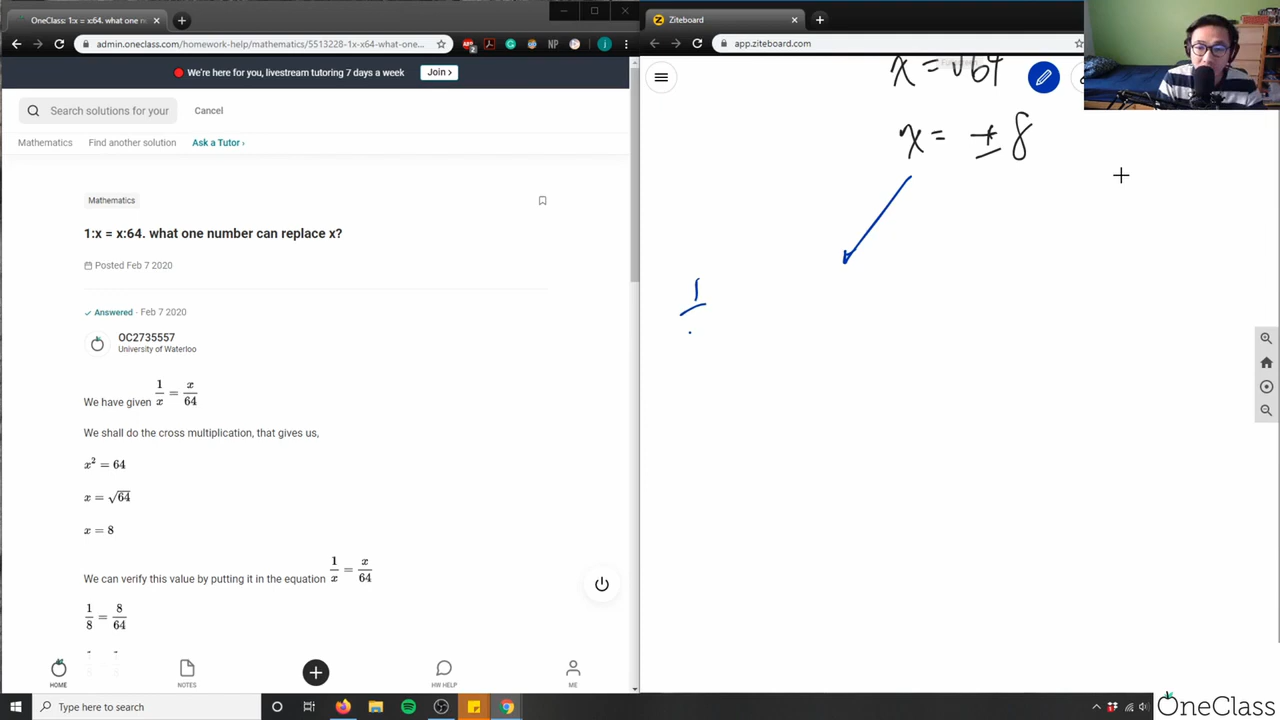 OneClass: 1:x = x:64. what one n
Ziteboard
admin.oneclass.com/homework-help/mathematics/5513228-1x-x64-what-one...
NP
j
app.ziteboard.com
We're here for you, livestream tutoring 7 days a week
Join ›
Search solutions for your
Cancel
Mathematics
Find another solution
Ask a Tutor ›
Mathematics
1:x = x:64. what one number can replace x?
Posted Feb 7 2020
Answered · Feb 7 2020
OC2735557
University of Waterloo
We have given 1/x = x/64
We shall do the cross multiplication, that gives us,
x² = 64
x = √64
x = 8
We can verify this value by putting it in the equation 1/x = x/64
1/8 = 8/64
HOME
NOTES
HW HELP
ME
x = √64
x = ± 8
1
Type here to search
OneClass